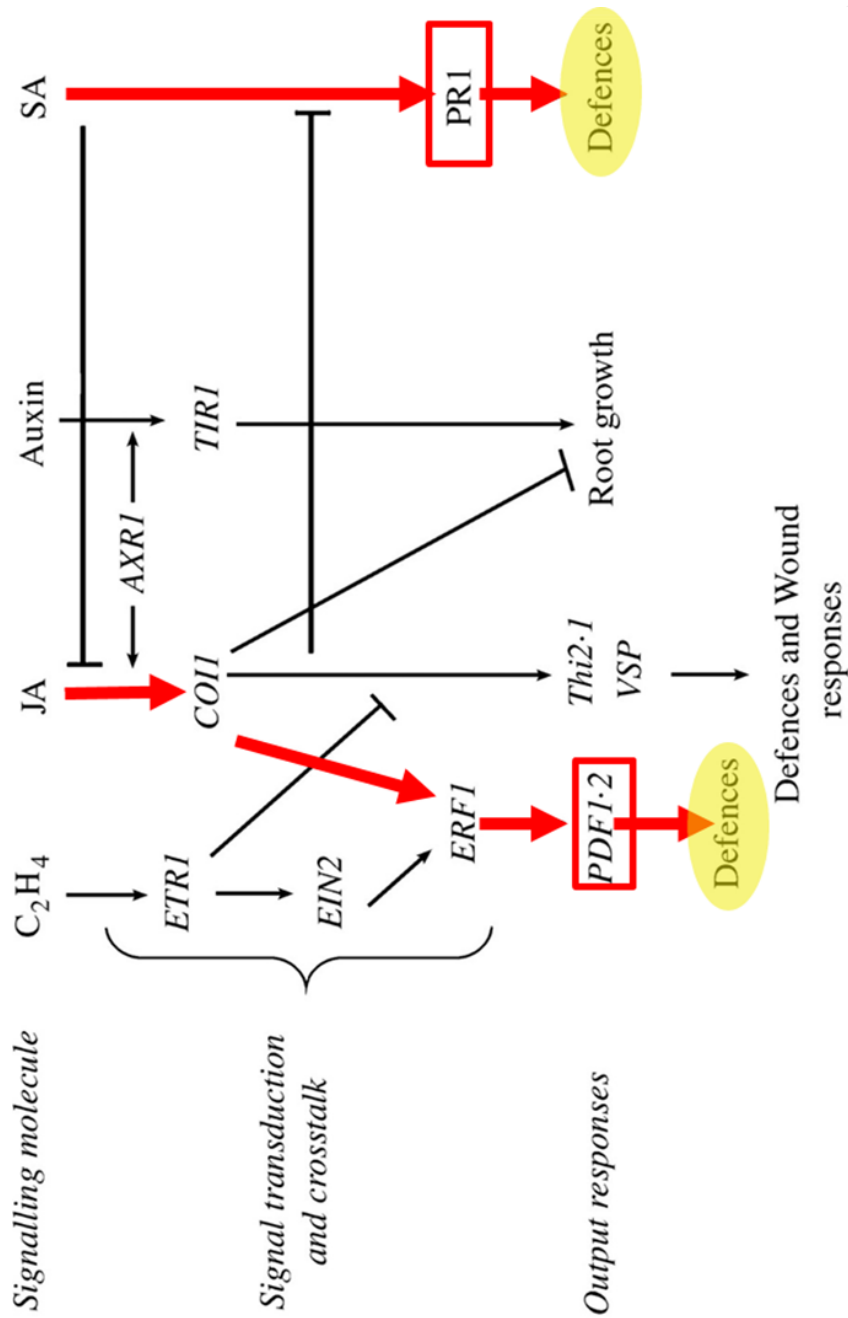 Signalling molecule
C2H4
JA
Auxin
SA
AXR1
Signal transduction
and crosstalk
ETR1
COI1
TIR1
EIN2
ERF1
PR1
Output responses
PDF1·2
Thi2·1
VSP
Root growth
Defences
Defences
Defences and Wound
responses